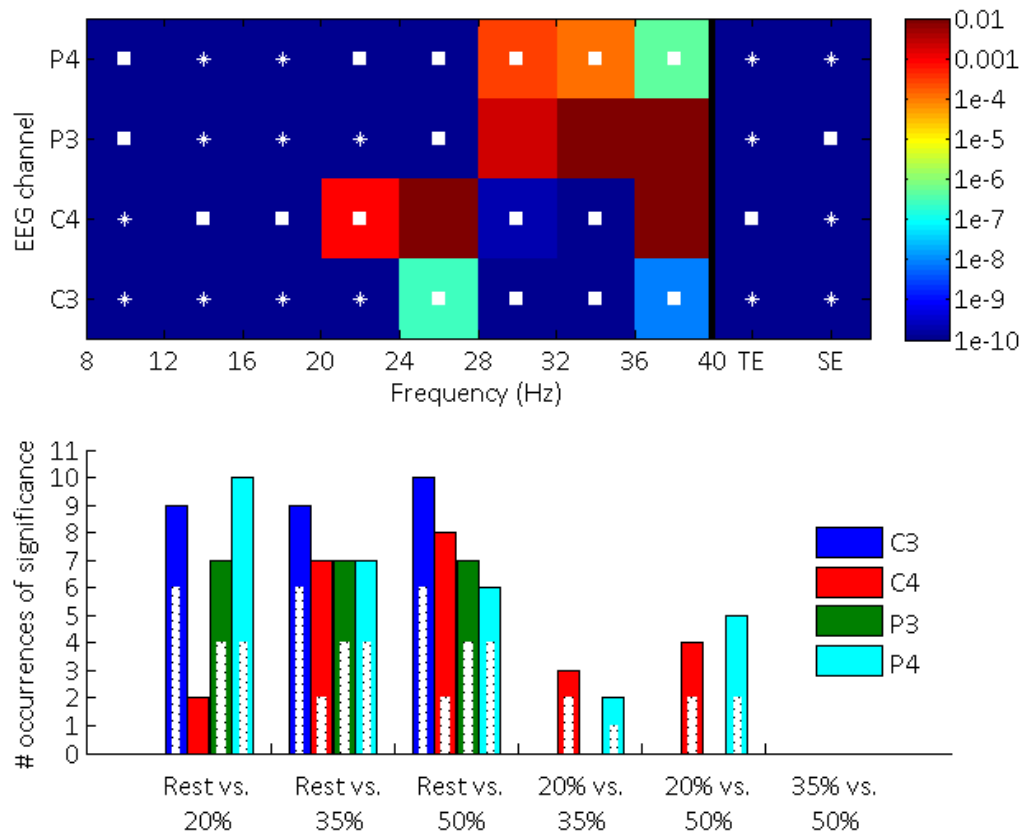 P4
P3
C4
C3
EEG channel
8 12 16 20 24 28 32 36 40 TE SE
Frequency (Hz)
0.01
0.001
1e-4
1e-5
1e-6
1e-7
1e-8
1e-9
1e-10
# occurrences of significance
11
10
9
8
7
6
5
4
3
2
1
0
Rest vs.
20%
Rest vs.
35%
Rest vs.
50%
20% vs.
35%
20% vs.
50%
35% vs.
50%
C3
C4
P3
P4